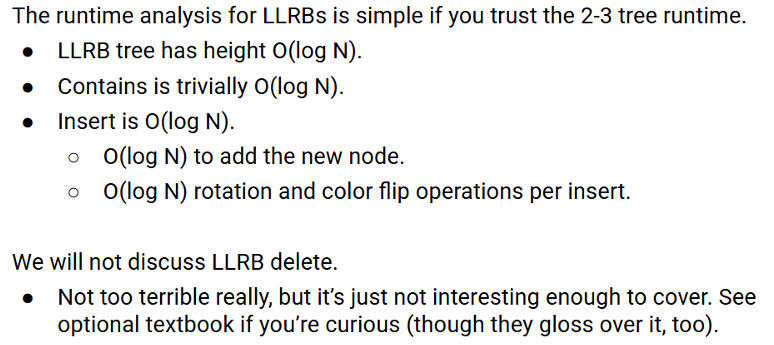 The runtime analysis for LLRBs is simple if you trust the 2-3 tree runtime.
● LLRB tree has height O(log N).
● Contains is trivially O(log N).
● Insert is O(log N).
○ O(log N) to add the new node.
○ O(log N) rotation and color flip operations per insert.
We will not discuss LLRB delete.
● Not too terrible really, but it’s just not interesting enough to cover. See
optional textbook if you’re curious (though they gloss over it, too).